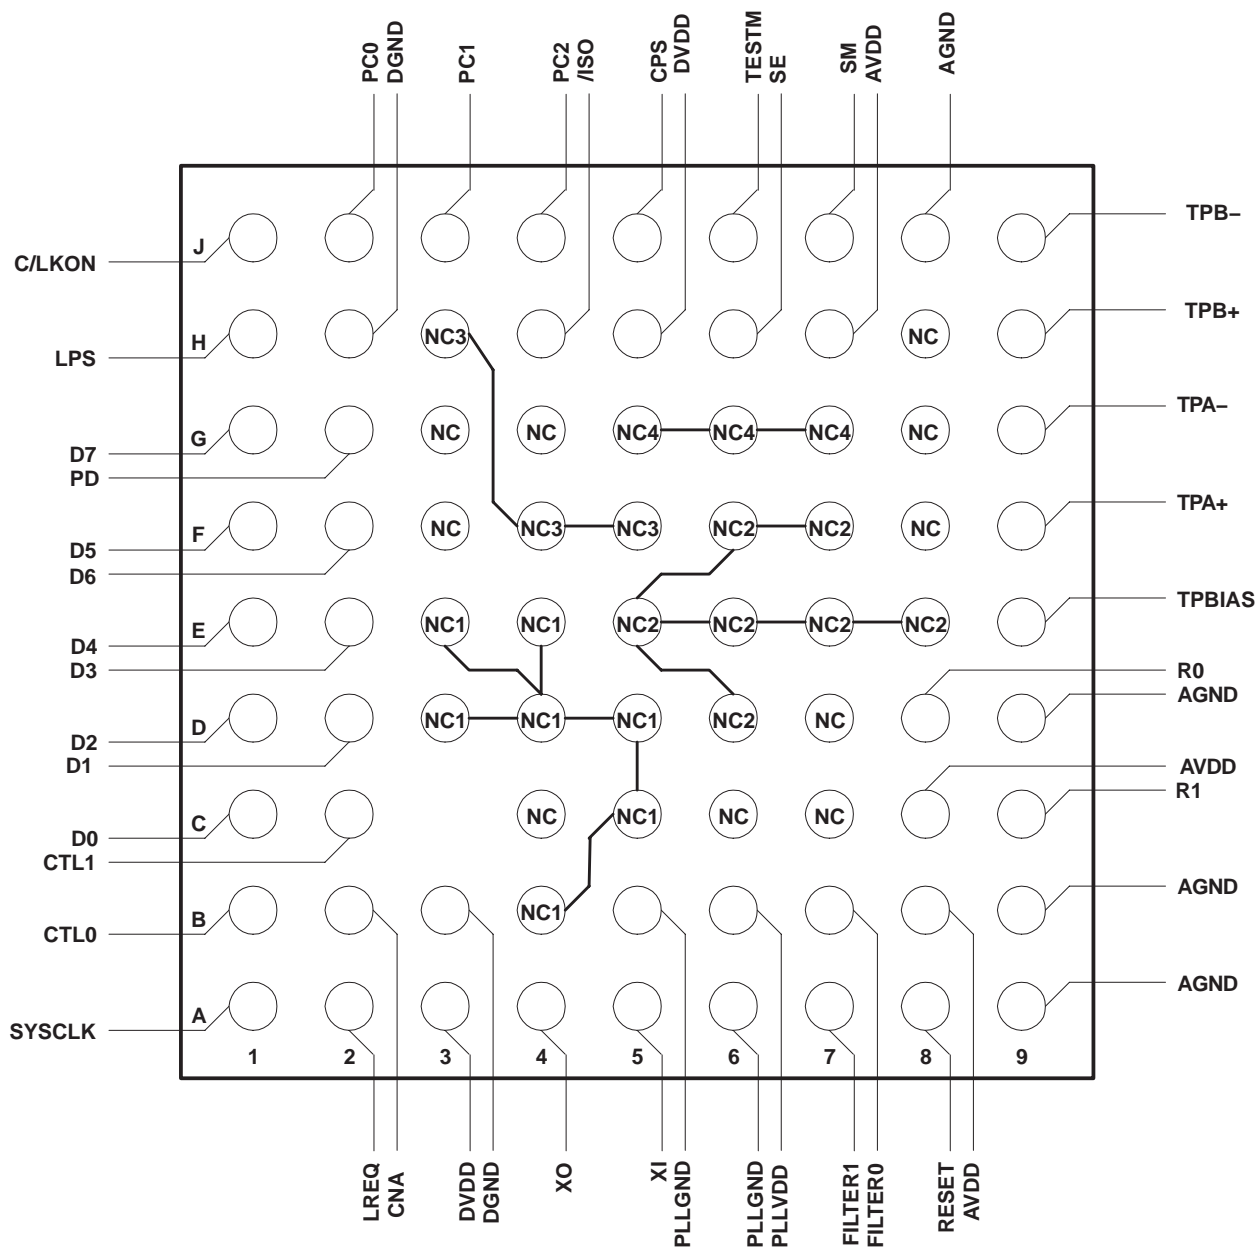 PC0
DGND
PC1
PC2
/ISO
CPS
DVDD
TESTM
SE
SM
AVDD
AGND
TPB–
J
C/LKON
TPB+
H
NC3
NC
LPS
TPA–
G
NC
NC
NC4
NC4
NC4
NC
D7
PD
TPA+
F
NC
NC3
NC3
NC2
NC2
NC
D5
D6
TPBIAS
E
NC1
NC1
NC2
NC2
NC2
NC2
D4
D3
R0
AGND
D
NC1
NC1
NC1
NC2
NC
D2
D1
AVDD
R1
C
NC
NC1
NC
NC
D0
CTL1
AGND
B
NC1
CTL0
AGND
A
SYSCLK
1 2 3 4 5 6 7 8 9
LREQ
CNA
DVDD
DGND
XO
XI
PLLGND
PLLGND
PLLVDD
FILTER1
FILTER0
RESET
AVDD